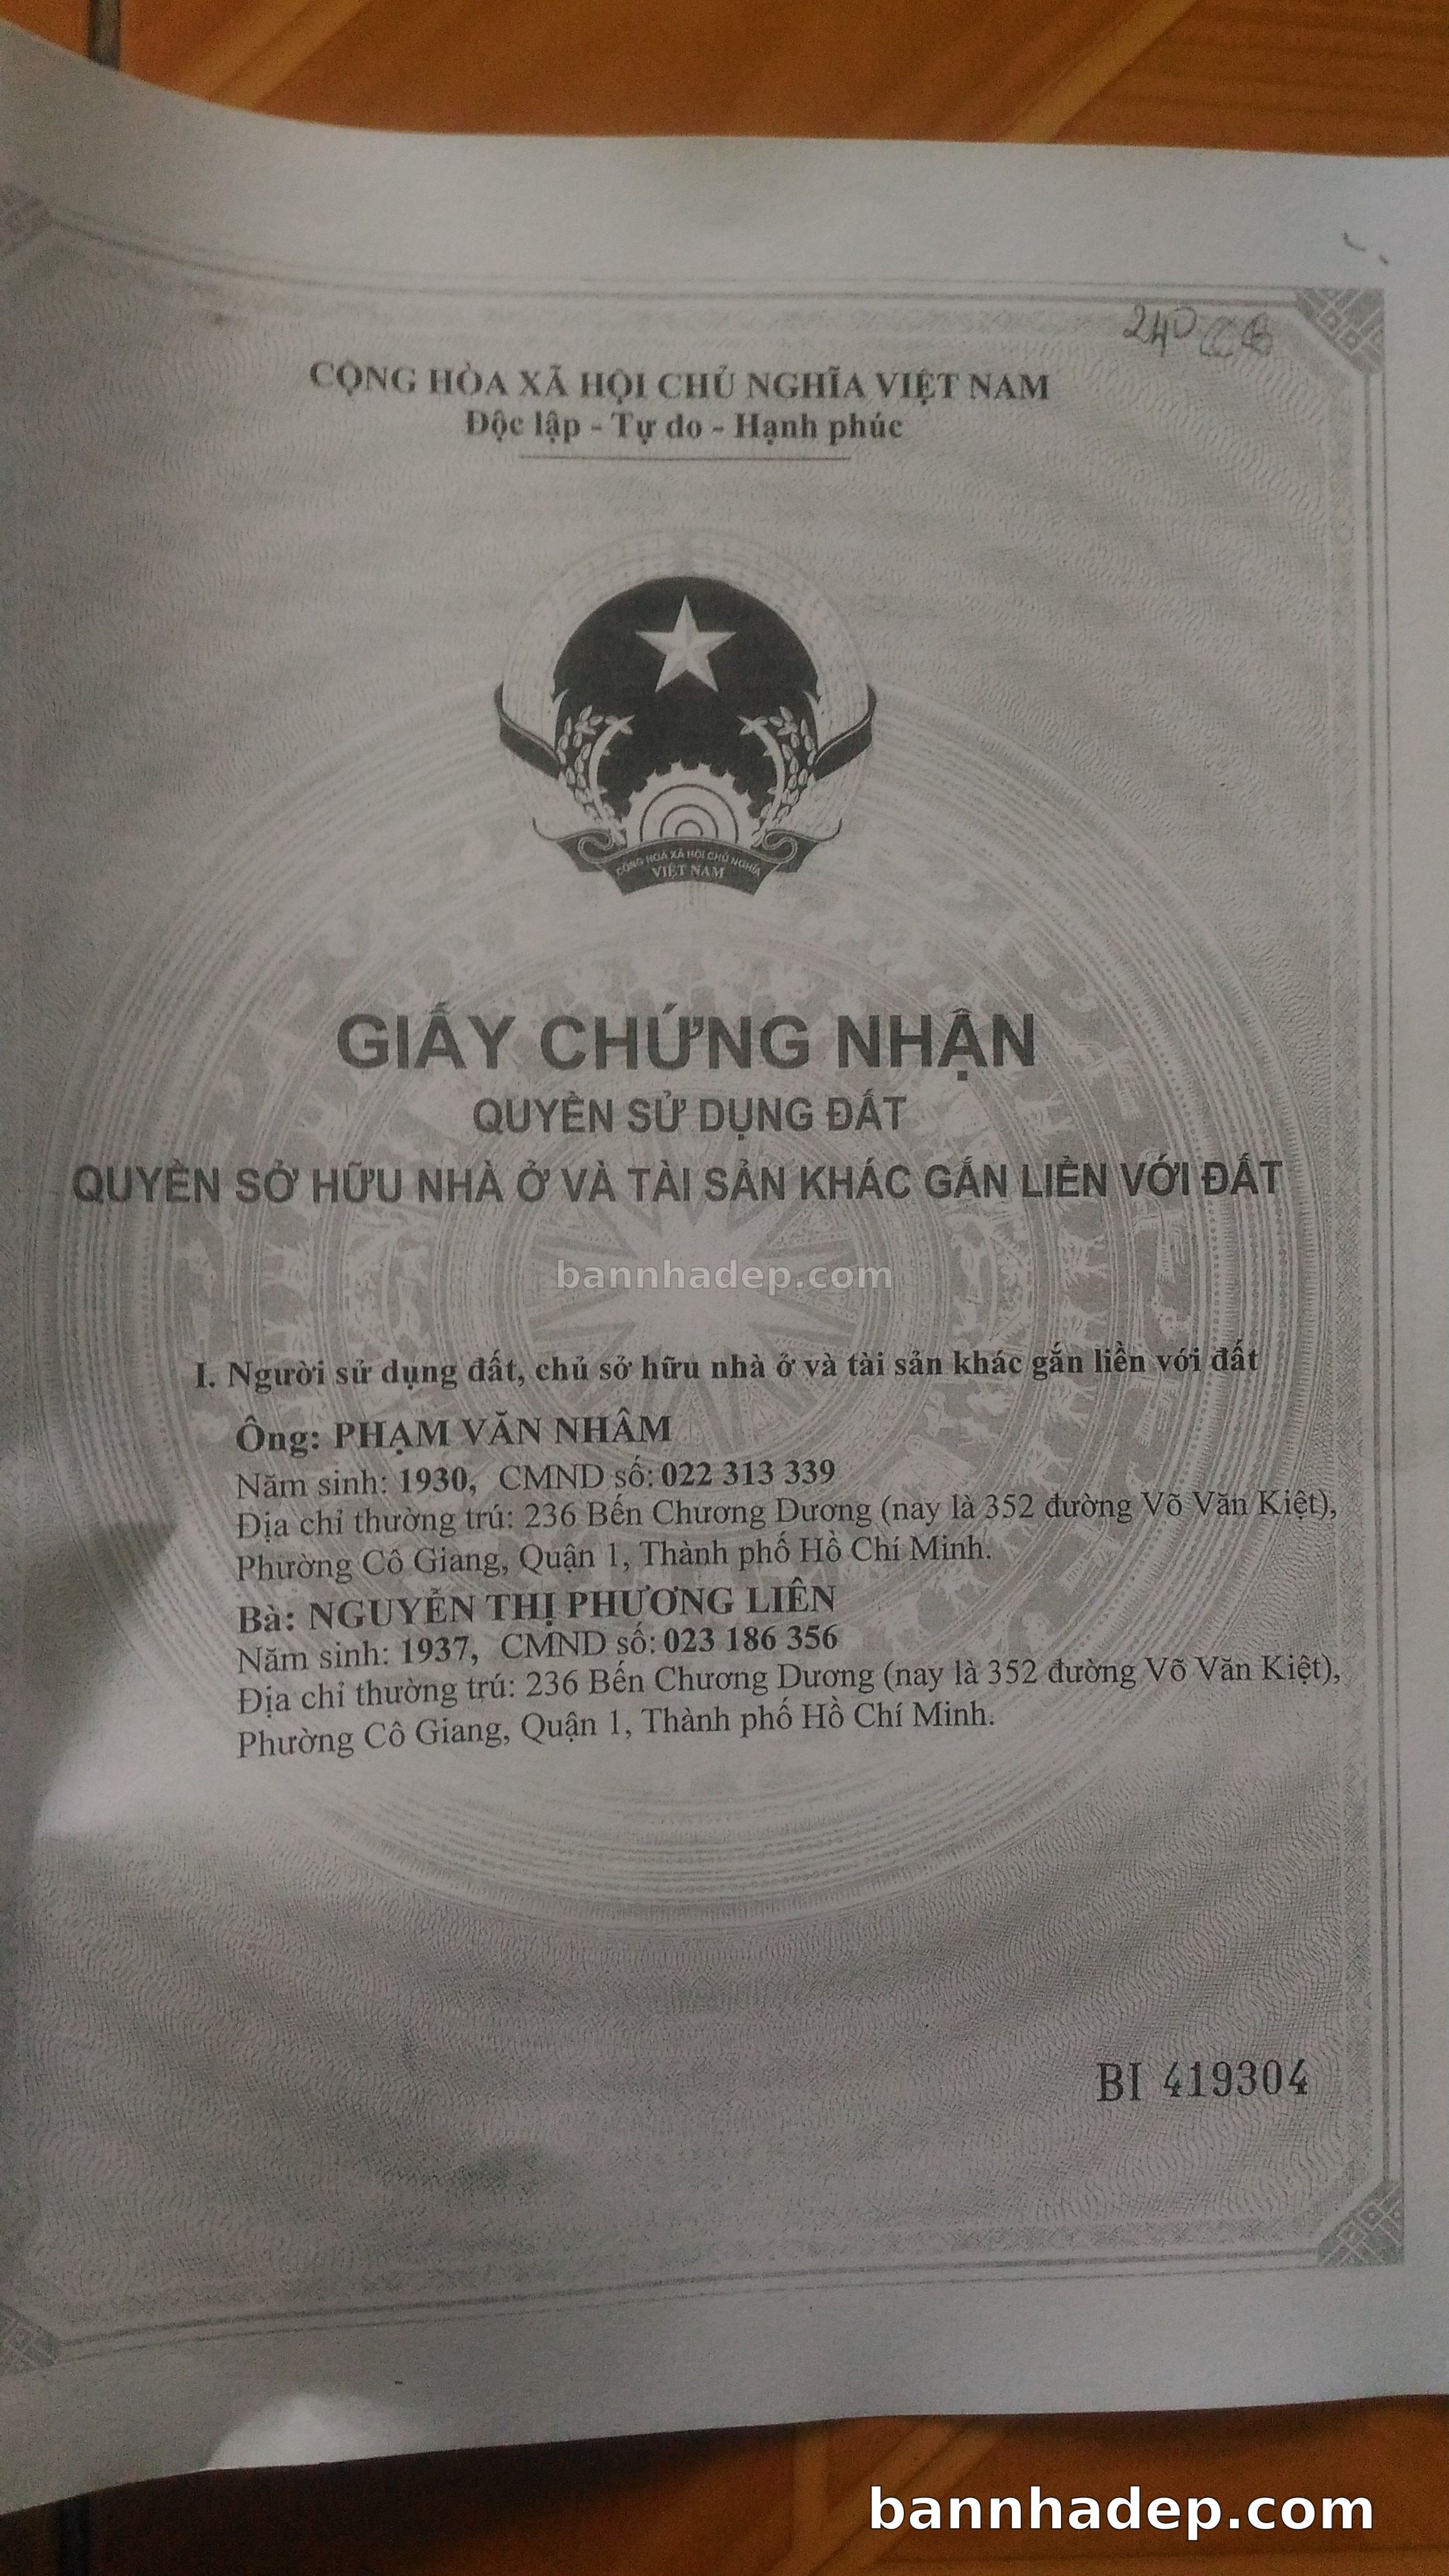 240
CỘNG HÒA XÃ HỘI CHỦ NGHĨA VIỆT NAM
Độc lập - Tự do - Hạnh phúc
CỘNG HÒA XÃ HỘI CHỦ NGHĨA
VIỆT NAM
GIẤY CHỨNG NHẬN
QUYỀN SỬ DỤNG ĐẤT
QUYỀN SỞ HỮU NHÀ Ở VÀ TÀI SẢN KHÁC GẮN LIỀN VỚI ĐẤT
bannhadep.com
I. Người sử dụng đất, chủ sở hữu nhà ở và tài sản khác gắn liền với đất
Ông: PHẠM VĂN NHÂM
Năm sinh: 1930, CMND số: 022 313 339
Địa chỉ thường trú: 236 Bến Chương Dương (nay là 352 đường Võ Văn Kiệt),
Phường Cô Giang, Quận 1, Thành phố Hồ Chí Minh.
Bà: NGUYỄN THỊ PHƯƠNG LIÊN
Năm sinh: 1937, CMND số: 023 186 356
Địa chỉ thường trú: 236 Bến Chương Dương (nay là 352 đường Võ Văn Kiệt),
Phường Cô Giang, Quận 1, Thành phố Hồ Chí Minh.
BI 419304
bannhadep.com